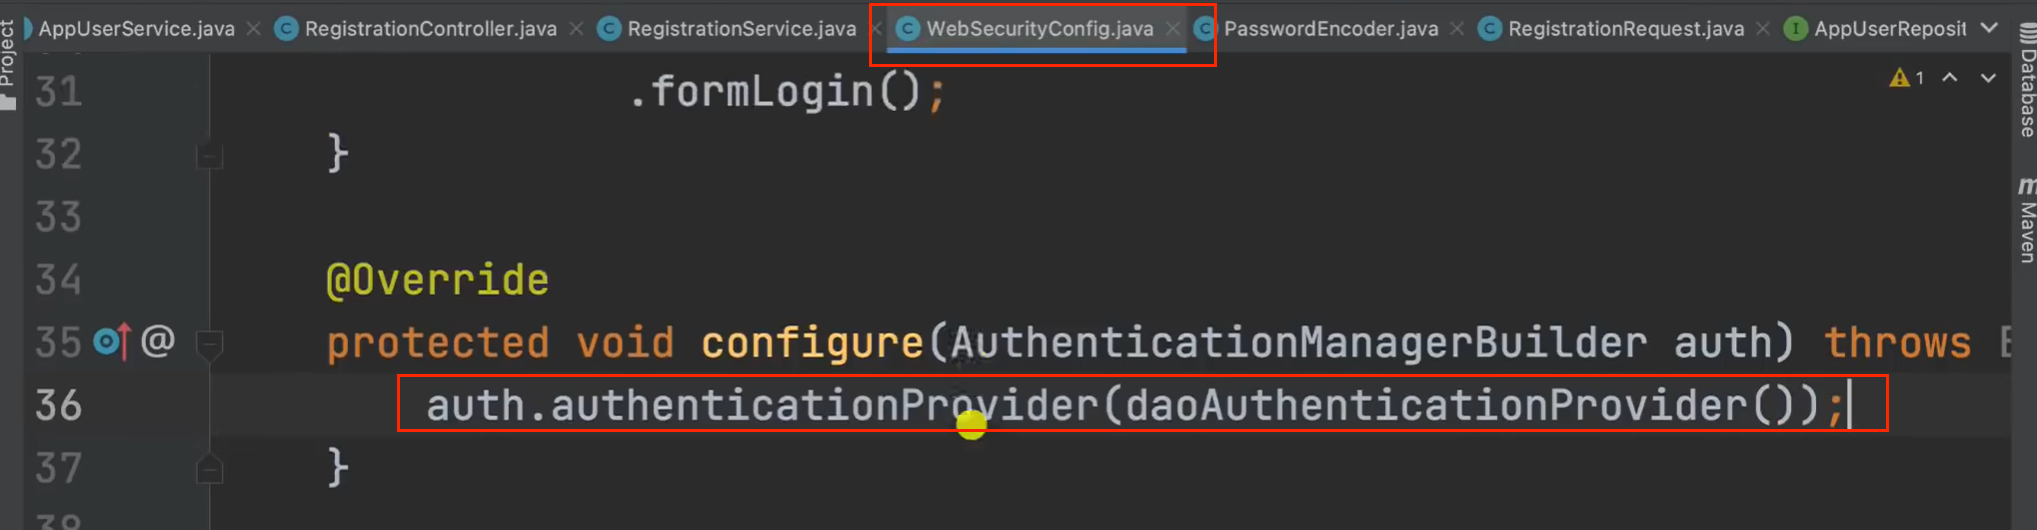 AppUserService.java RegistrationController.java RegistrationService.java WebSecurityConfig.java PasswordEncoder.java RegistrationRequest.java AppUserReposit
Project
Database
Maven
1
31 .formLogin();
32 }
33
34 @Override
35 @ protected void configure(AuthenticationManagerBuilder auth) throws
36 auth.authenticationProvider(daoAuthenticationProvider());
37 }
38